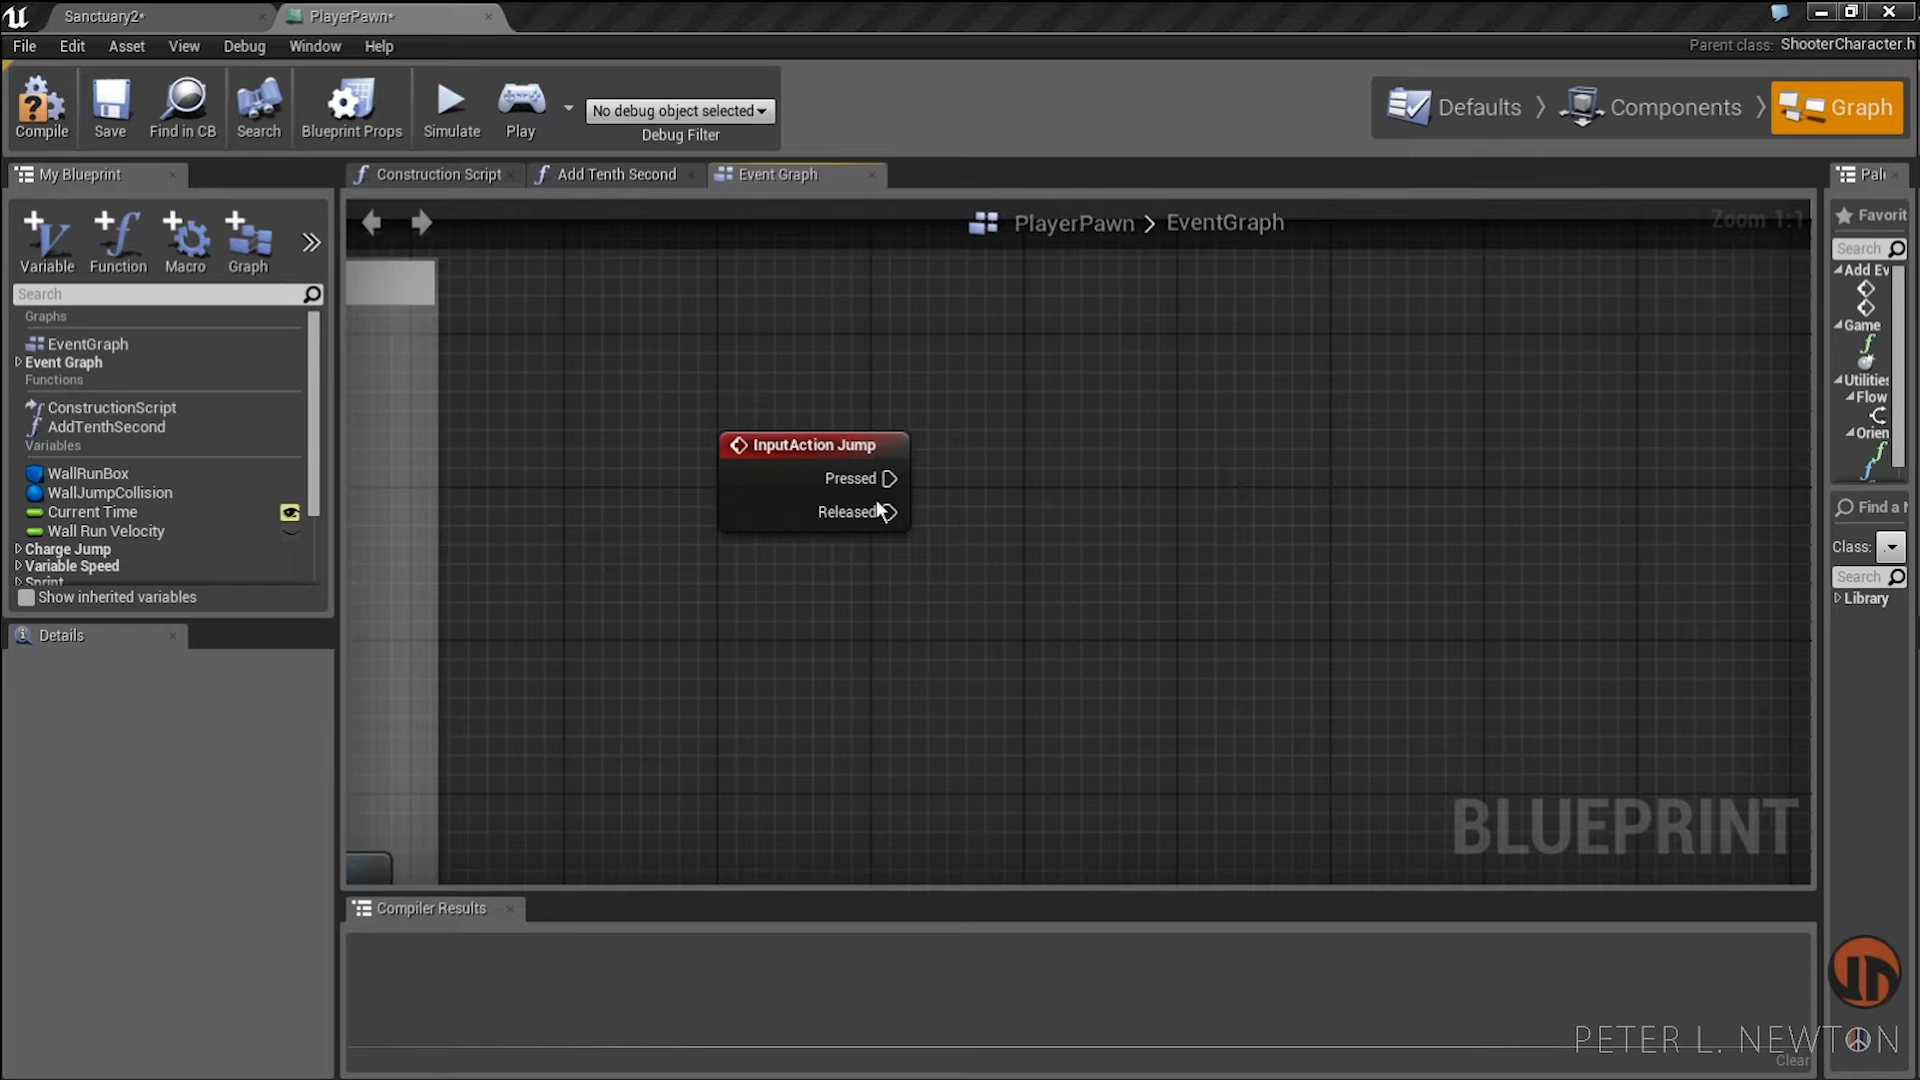 Sanctuary2*
PlayerPawn*
File Edit Asset View Debug Window Help
Parent class: ShooterCharacter.h
Compile Save Find in CB Search Blueprint Props Simulate Play
No debug object selected
Debug Filter
Defaults Components Graph
My Blueprint
Construction Script
Add Tenth Second
Event Graph
Variable Function Macro Graph
Search
Graphs
EventGraph
Event Graph
Functions
ConstructionScript
AddTenthSecond
Variables
WallRunBox
WallJumpCollision
Current Time
Wall Run Velocity
Charge Jump
Variable Speed
Sprint
Show inherited variables
Details
PlayerPawn > EventGraph
Zoom 1:1
InputAction Jump
Pressed
Released
BLUEPRINT
Compiler Results
Clear
Pale
Favorit
Search
Add Ev
Game
Utilities
Flow
Orien
Find a N
Class:
Search
Library
PETER L. NEWTON